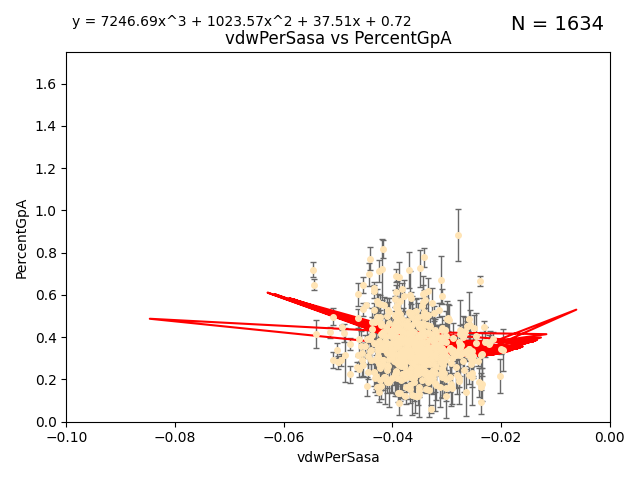 y = 7246.69x^3 + 1023.57x^2 + 37.51x + 0.72
N = 1634
vdwPerSasa vs PercentGpA
PercentGpA
1.6
1.4
1.2
1.0
0.8
0.6
0.4
0.2
0.0
−0.10 −0.08 −0.06 −0.04 −0.02 0.00
vdwPerSasa